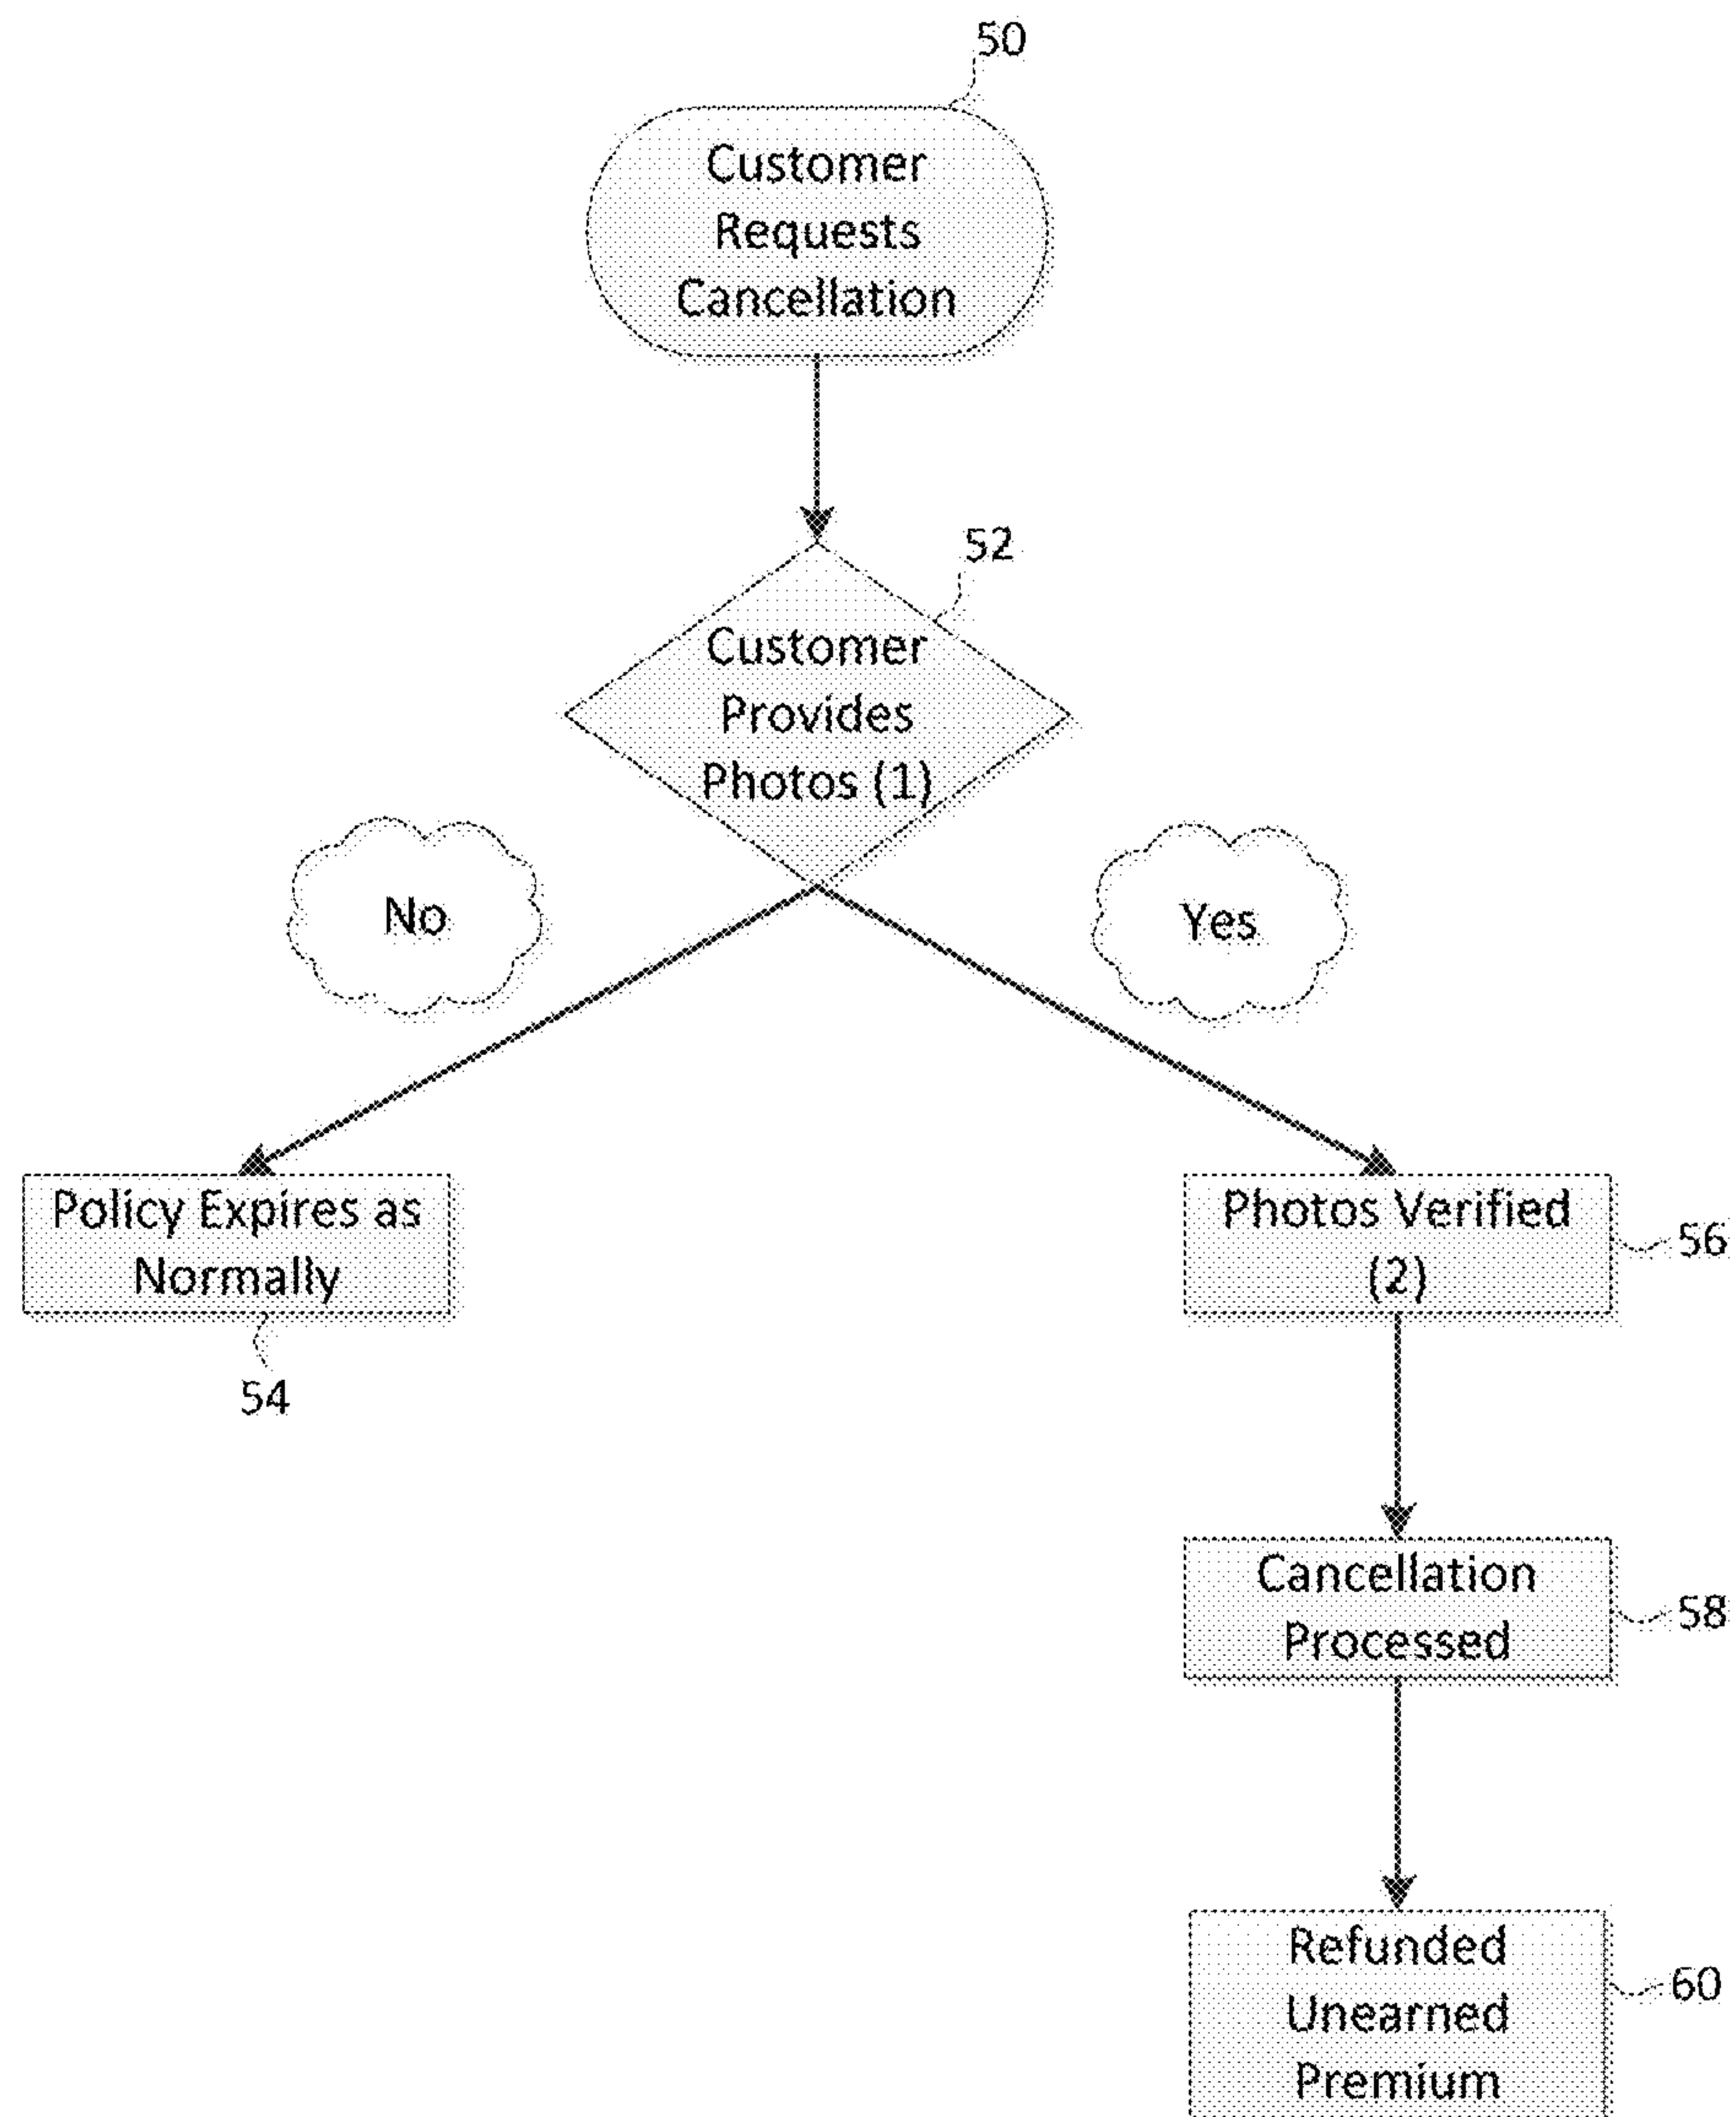 50
Customer
Requests
Cancellation
52
Customer
Provides
Photos (1)
No
Yes
Policy Expires as
Normally
54
Photos Verified
(2)
56
Cancellation
Processed
58
Refunded
Unearned
Premium
60